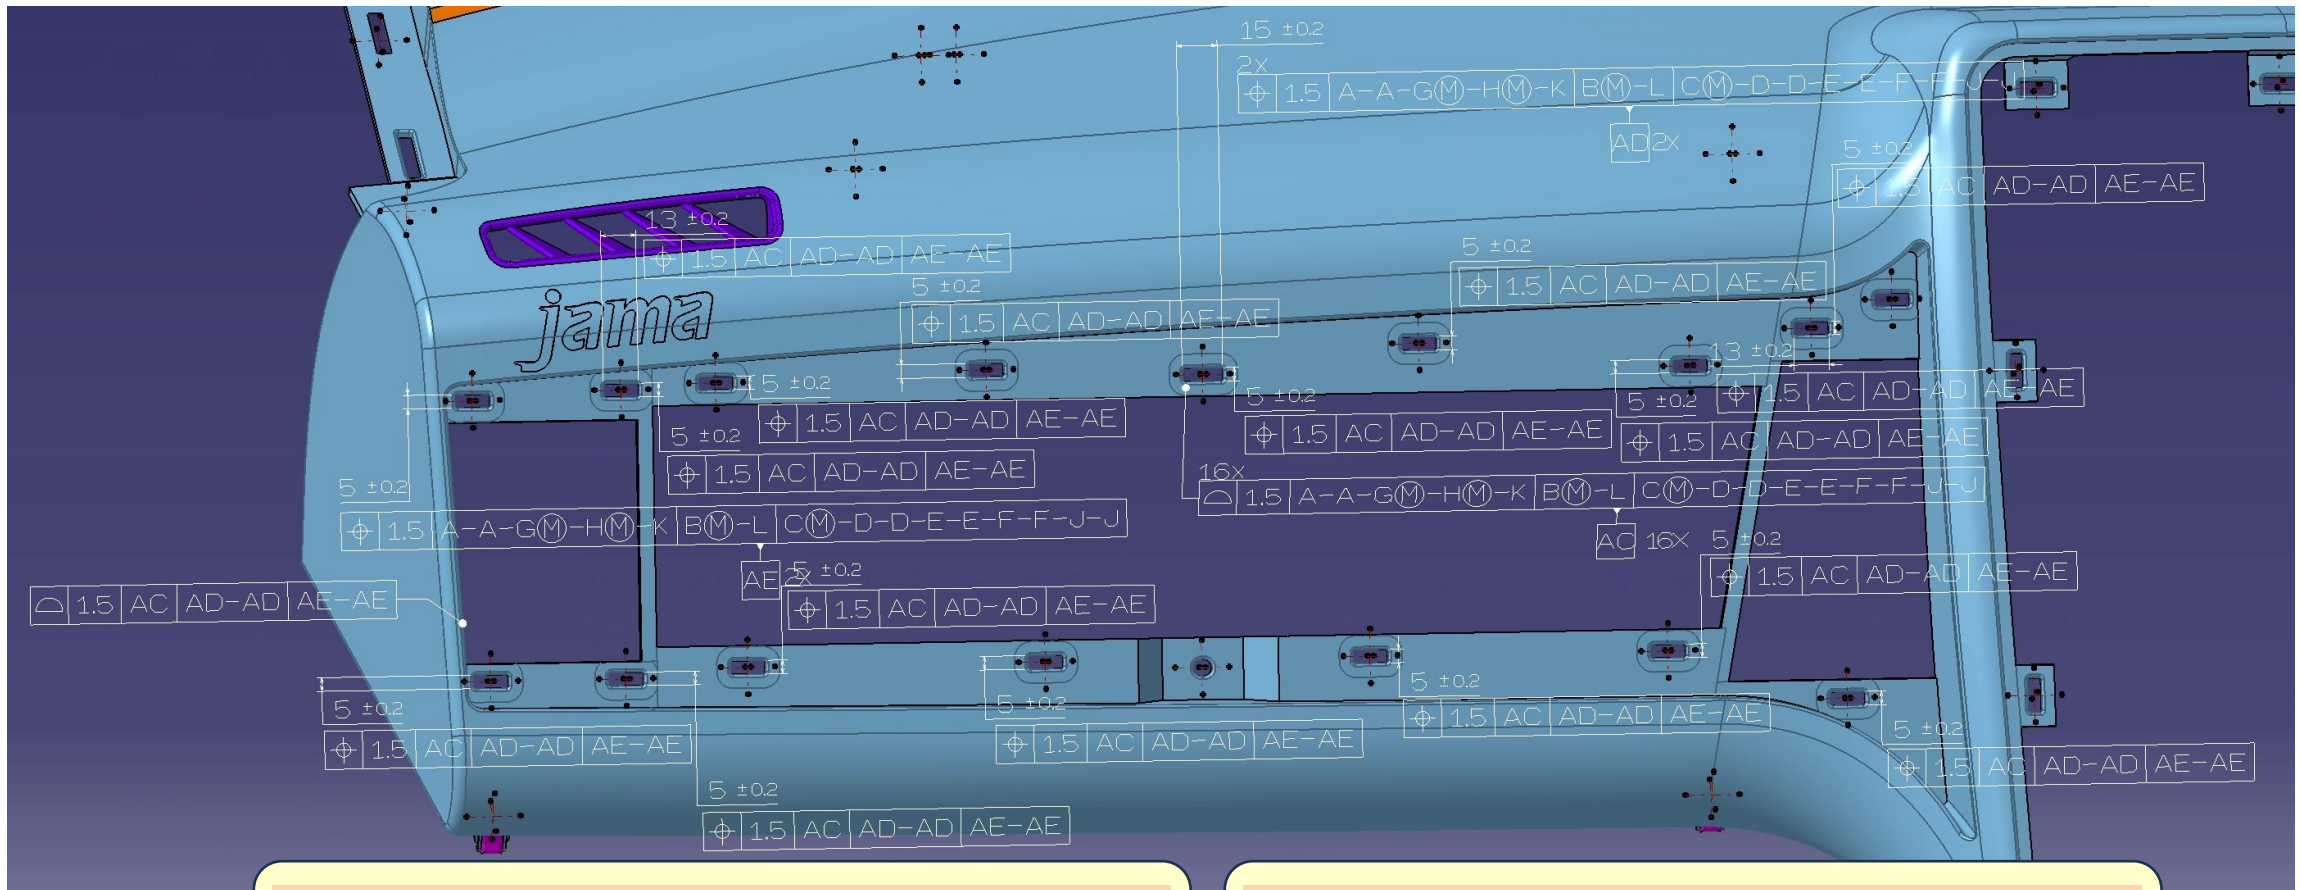 15 ±0.2
2x
⌖ 1.5 A-A-GⓂ-HⓂ-K BⓂ-L CⓂ-D-D-E-E-F-F-J-J
AD 2x
5 ±0.2
⌖ 1.5 AC AD-AD AE-AE
13 ±0.2
⌖ 1.5 AC AD-AD AE-AE
5 ±0.2
⌖ 1.5 AC AD-AD AE-AE
5 ±0.2
⌖ 1.5 AC AD-AD AE-AE
jama
13 ±0.2
⌖ 1.5 AC AD-AD AE-AE
5 ±0.2
⌖ 1.5 AC AD-AD AE-AE
5 ±0.2
⌖ 1.5 AC AD-AD AE-AE
5 ±0.2
⌖ 1.5 AC AD-AD AE-AE
5 ±0.2
⌖ 1.5 AC AD-AD AE-AE
16x
⌓ 1.5 A-A-GⓂ-HⓂ-K BⓂ-L CⓂ-D-D-E-E-F-F-J-J
AC 16x
5 ±0.2
⌖ 1.5 A-A-GⓂ-HⓂ-K BⓂ-L CⓂ-D-D-E-E-F-F-J-J
AE 2x
5 ±0.2
⌖ 1.5 AC AD-AD AE-AE
5 ±0.2
⌖ 1.5 AC AD-AD AE-AE
⌓ 1.5 AC AD-AD AE-AE
5 ±0.2
⌖ 1.5 AC AD-AD AE-AE
5 ±0.2
⌖ 1.5 AC AD-AD AE-AE
5 ±0.2
⌖ 1.5 AC AD-AD AE-AE
5 ±0.2
⌖ 1.5 AC AD-AD AE-AE
5 ±0.2
⌖ 1.5 AC AD-AD AE-AE